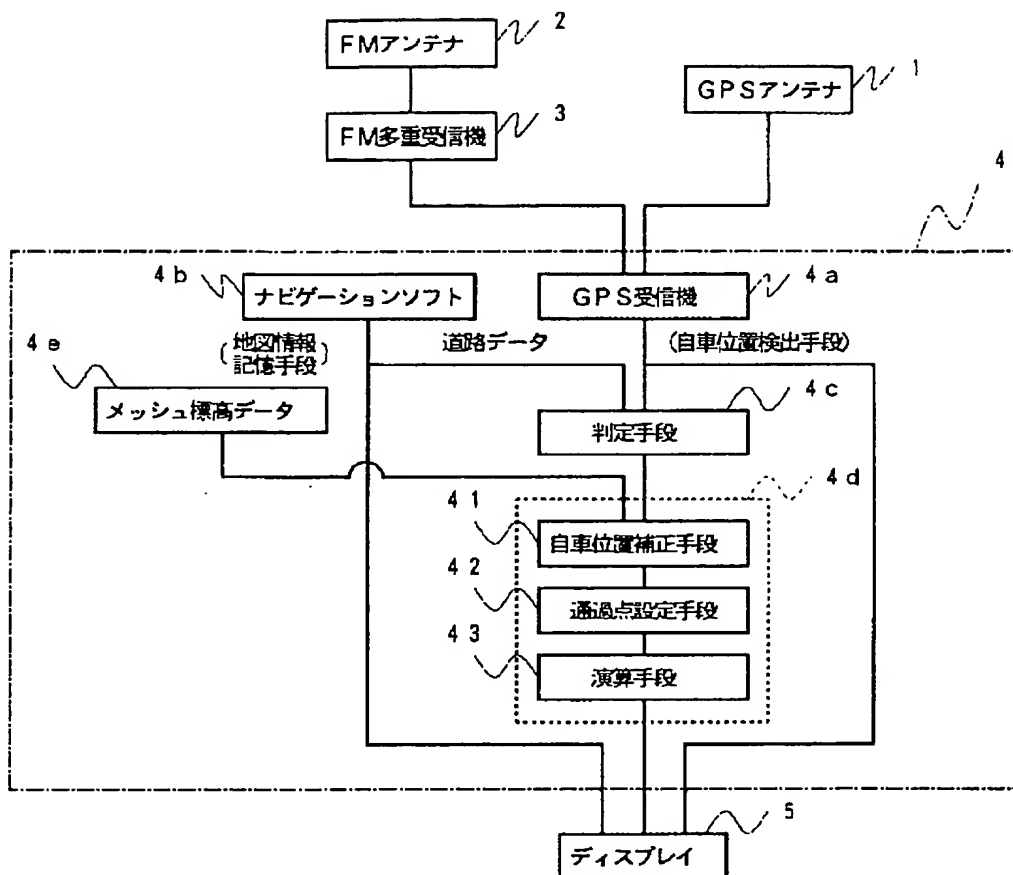 2
FMアンテナ
1
GPSアンテナ
3
FM多重受信機
4
4b
ナビゲーションソフト
4a
GPS受信機
4e
地図情報
記憶手段
道路データ
(自車位置検出手段)
メッシュ標高データ
4c
判定手段
4d
41
自車位置補正手段
42
通過点設定手段
43
演算手段
5
ディスプレイ